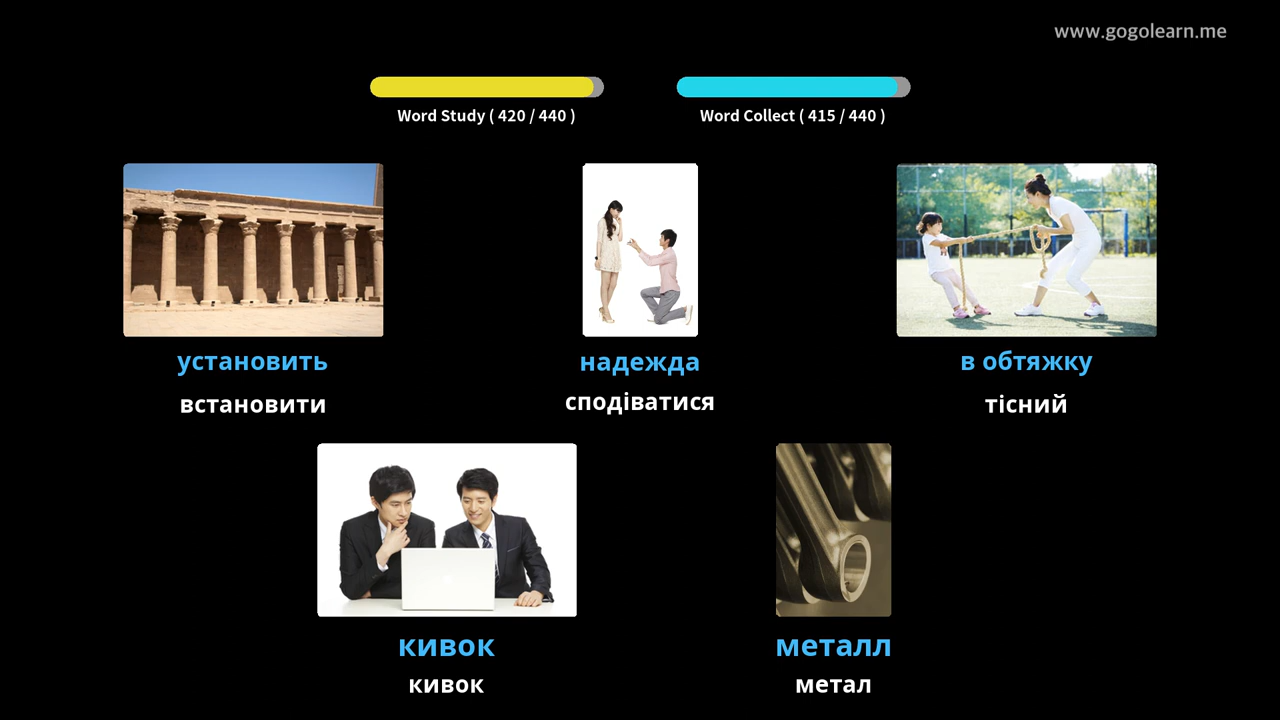 www.gogolearn.me
Word Study ( 420 / 440 )
Word Collect ( 415 / 440 )
установить
надежда
в обтяжку
встановити
сподіватися
тісний
кивок
металл
кивок
метал